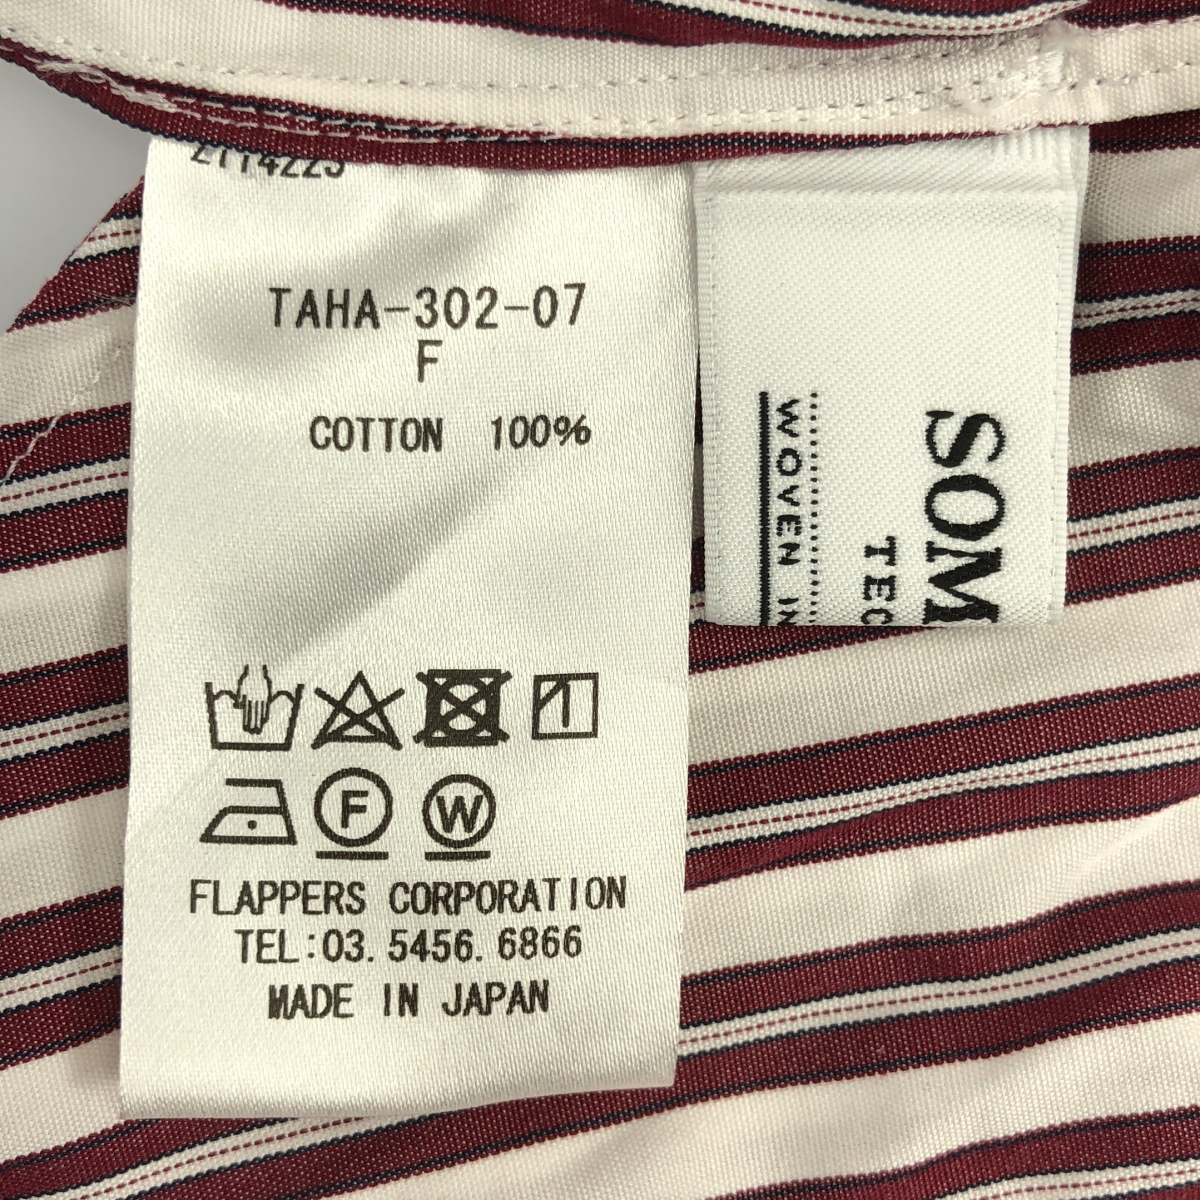 TAHA-302-07
F
COTTON 100%
F W
FLAPPERS CORPORATION
TEL:03. 5456. 6866
MADE IN JAPAN
SOM
TEC
WOVEN IN